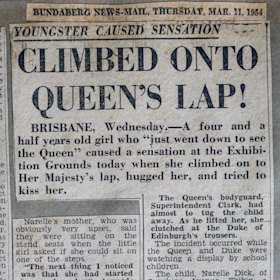 BUNDABERG NEWS-MAIL, THURSDAY, MAR. 11, 1954
YOUNGSTER CAUSED SENSATION
CLIMBED ONTO
QUEEN'S LAP!
BRISBANE, Wednesday.—A four and a
half years old girl who "just went down to see
the Queen" caused a sensation at the Exhibi-
tion Grounds today when she climbed on to
Her Majesty's lap, hugged her, and tried to
kiss her.
Narelle's mother, who was
obviously very upset, said
they were sitting on the
stand seats when the little
girl asked if she could sit on
one of the steps.
"The next thing I noticed
was that she had started
The Queen's bodyguard,
Superintendent Clark, had
almost to tug the child
away. As he lifted her, she
clutched at the Duke of
Edinburgh's trousers.
The incident occurred while
the Queen and Duke were
watching a display by school
children.
The child, Narelle Dick, of